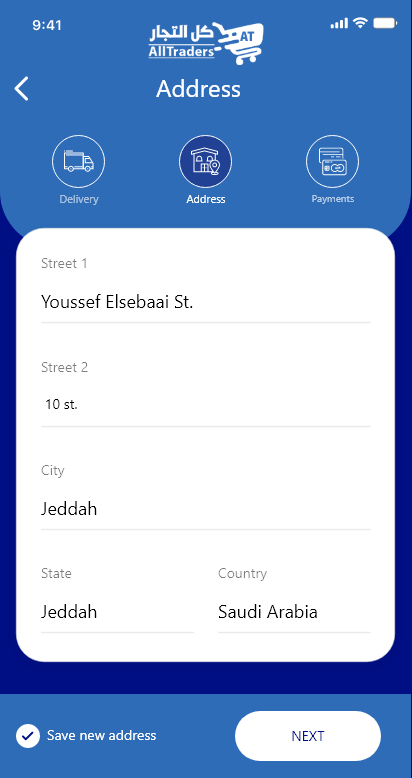 9:41
كل التجار
AT
AllTraders
Address
Delivery
Address
Payments
Street 1
Youssef Elsebaai St.
Street 2
10 st.
City
Jeddah
State
Country
Jeddah
Saudi Arabia
Save new address
NEXT